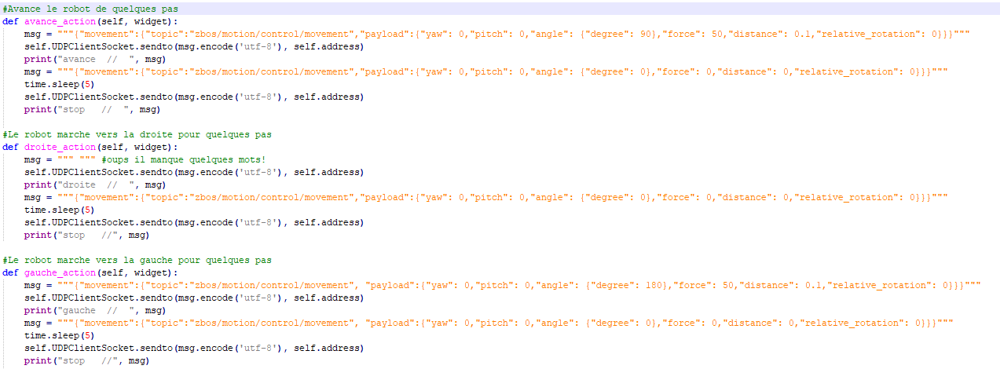 #Avance le robot de quelques pas
def avance_action(self, widget):
    msg = """{"movement":{"topic":"zbos/motion/control/movement","payload":{"yaw": 0,"pitch": 0,"angle": {"degree": 90},"force": 50,"distance": 0.1,"relative_rotation": 0}}}"""
    self.UDPClientSocket.sendto(msg.encode('utf-8'), self.address)
    print("avance  //  ", msg)
    msg = """{"movement":{"topic":"zbos/motion/control/movement","payload":{"yaw": 0,"pitch": 0,"angle": {"degree": 0},"force": 0,"distance": 0,"relative_rotation": 0}}}"""
    time.sleep(5)
    self.UDPClientSocket.sendto(msg.encode('utf-8'), self.address)
    print("stop   //  ", msg)

#Le robot marche vers la droite pour quelques pas
def droite_action(self, widget):
    msg = """ """ #oups il manque quelques mots!
    self.UDPClientSocket.sendto(msg.encode('utf-8'), self.address)
    print("droite  //  ", msg)
    msg = """{"movement":{"topic":"zbos/motion/control/movement","payload":{"yaw": 0,"pitch": 0,"angle": {"degree": 0},"force": 0,"distance": 0,"relative_rotation": 0}}}"""
    time.sleep(5)
    self.UDPClientSocket.sendto(msg.encode('utf-8'), self.address)
    print("stop   //", msg)

#Le robot marche vers la gauche pour quelques pas
def gauche_action(self, widget):
    msg = """{"movement":{"topic":"zbos/motion/control/movement", "payload":{"yaw": 0,"pitch": 0,"angle": {"degree": 180},"force": 50,"distance": 0.1,"relative_rotation": 0}}}"""
    self.UDPClientSocket.sendto(msg.encode('utf-8'), self.address)
    print("gauche  //  ", msg)
    msg = """{"movement":{"topic":"zbos/motion/control/movement", "payload":{"yaw": 0,"pitch": 0,"angle": {"degree": 0},"force": 0,"distance": 0,"relative_rotation": 0}}}"""
    time.sleep(5)
    self.UDPClientSocket.sendto(msg.encode('utf-8'), self.address)
    print("stop   //", msg)